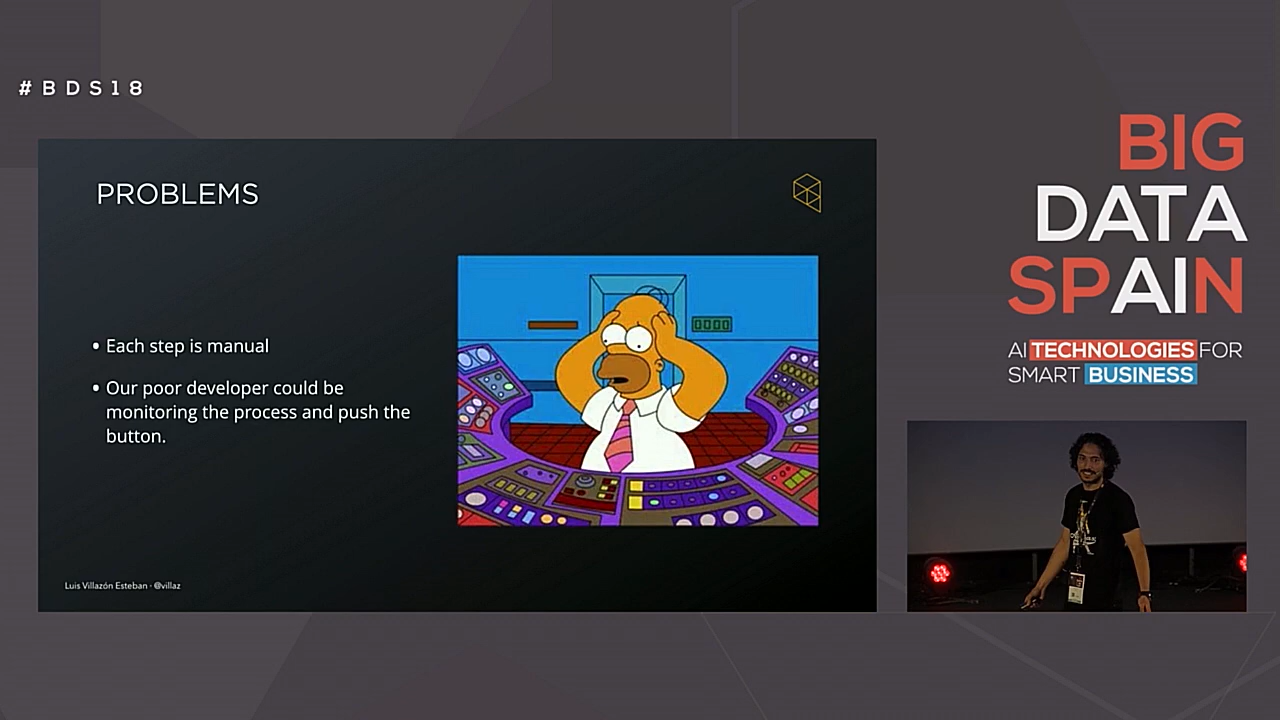 #BDS18
PROBLEMS
• Each step is manual
• Our poor developer could be
monitoring the process and push the
button.
Luis Villazón Esteban · @villaz
BIG
DATA
SPAIN
AI TECHNOLOGIES FOR
SMART BUSINESS